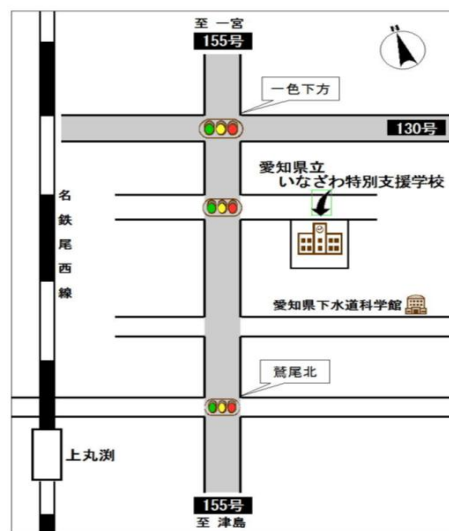 至 一宮
155号
一色下方
130号
愛知県立
いなざわ特別支援学校
名鉄尾西線
愛知県下水道科学館
鷲尾北
上丸渕
155号
至 津島